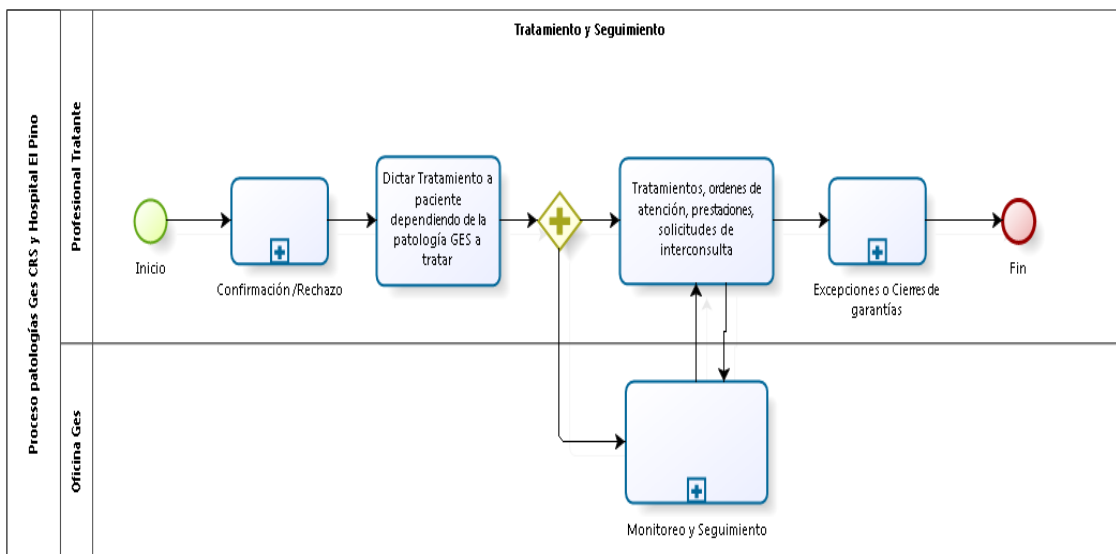 Proceso patologías Ges CRS y Hospital El Pino
Tratamiento y Seguimiento
Profesional Tratante
Inicio
Confirmación /Rechazo
Dictar Tratamiento a
paciente
dependiendo de la
patología GES a
tratar
Tratamientos, ordenes de
atención, prestaciones,
solicitudes de
interconsulta
Excepciones o Cierres de
garantías
Fin
Oficina Ges
Monitoreo y Seguimiento